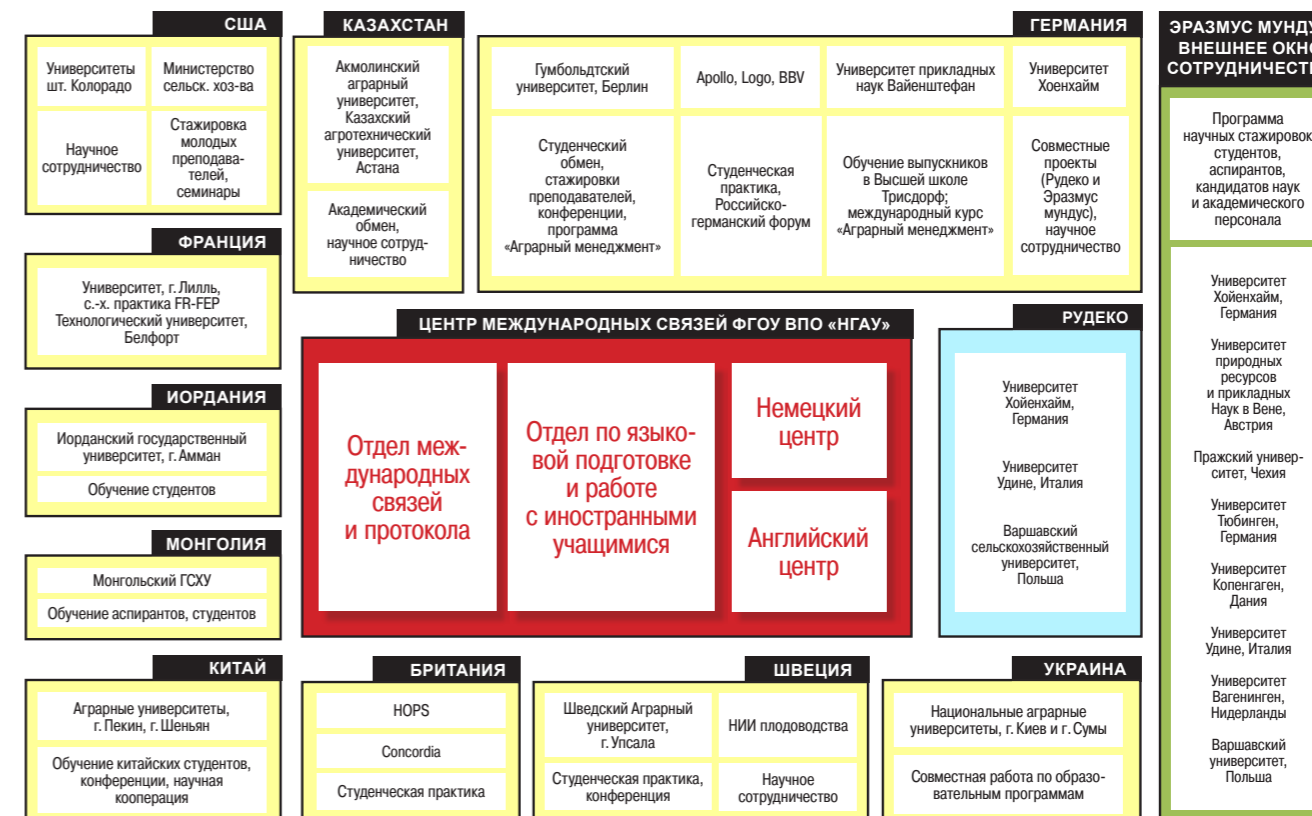 США
Университеты
шт. Колорадо
Министерство
сельск. хоз-ва
Научное
сотрудничество
Стажировка
молодых
преподава-
телей,
семинары
КАЗАХСТАН
Акмолинский
аграрный
университет,
Казахский
агротехнический
университет,
Астана
Академический
обмен,
научное сотруд-
ничество
ГЕРМАНИЯ
Гумбольдтский
университет, Берлин
Apollo, Logo, BBV
Университет прикладных
наук Вайенштефан
Университет
Хоенхайм
Студенческий
обмен,
стажировки
преподавателей,
конференции,
программа
«Аграрный менеджмент»
Студенческая
практика,
Российско-
германский форум
Обучение выпускников
в Высшей школе
Трисдорф;
международный курс
«Аграрный менеджмент»
Совместные
проекты
(Рудеко и
Эразмус
мундус),
научное
сотрудничество
ЭРАЗМУС МУНДУ
ВНЕШНЕЕ ОКНО
СОТРУДНИЧЕСТ
Программа
научных стажировок
студентов,
аспирантов,
кандидатов наук
и академического
персонала
Университет
Хойенхайм,
Германия
Университет
природных
ресурсов
и прикладных
Наук в Вене,
Австрия
Пражский универ-
ситет, Чехия
Университет
Тюбинген,
Германия
Университет
Копенгаген,
Дания
Университет
Удине, Италия
Университет
Вагенинген,
Нидерланды
Варшавский
университет,
Польша
ФРАНЦИЯ
Университет, г. Лилль,
с.-х. практика FR-FEP
Технологический университет,
Белфорт
ИОРДАНИЯ
Иорданский государственный
университет, г. Амман
Обучение студентов
МОНГОЛИЯ
Монгольский ГСХУ
Обучение аспирантов, студентов
ЦЕНТР МЕЖДУНАРОДНЫХ СВЯЗЕЙ ФГОУ ВПО «НГАУ»
Отдел меж-
дународных
связей
и протокола
Отдел по языко-
вой подготовке
и работе
с иностранными
учащимися
Немецкий
центр
Английский
центр
РУДЕКО
Университет
Хойенхайм,
Германия
Университет
Удине, Италия
Варшавский
сельскохозяйственный
университет,
Польша
КИТАЙ
Аграрные университеты,
г. Пекин, г. Шеньян
Обучение китайских студентов,
конференции, научная
кооперация
БРИТАНИЯ
HOPS
Concordia
Студенческая практика
ШВЕЦИЯ
Шведский Аграрный
университет,
г. Упсала
НИИ плодоводства
Студенческая практика,
конференция
Научное
сотрудничество
УКРАИНА
Национальные аграрные
университеты, г. Киев и г. Сумы
Совместная работа по образо-
вательным программам